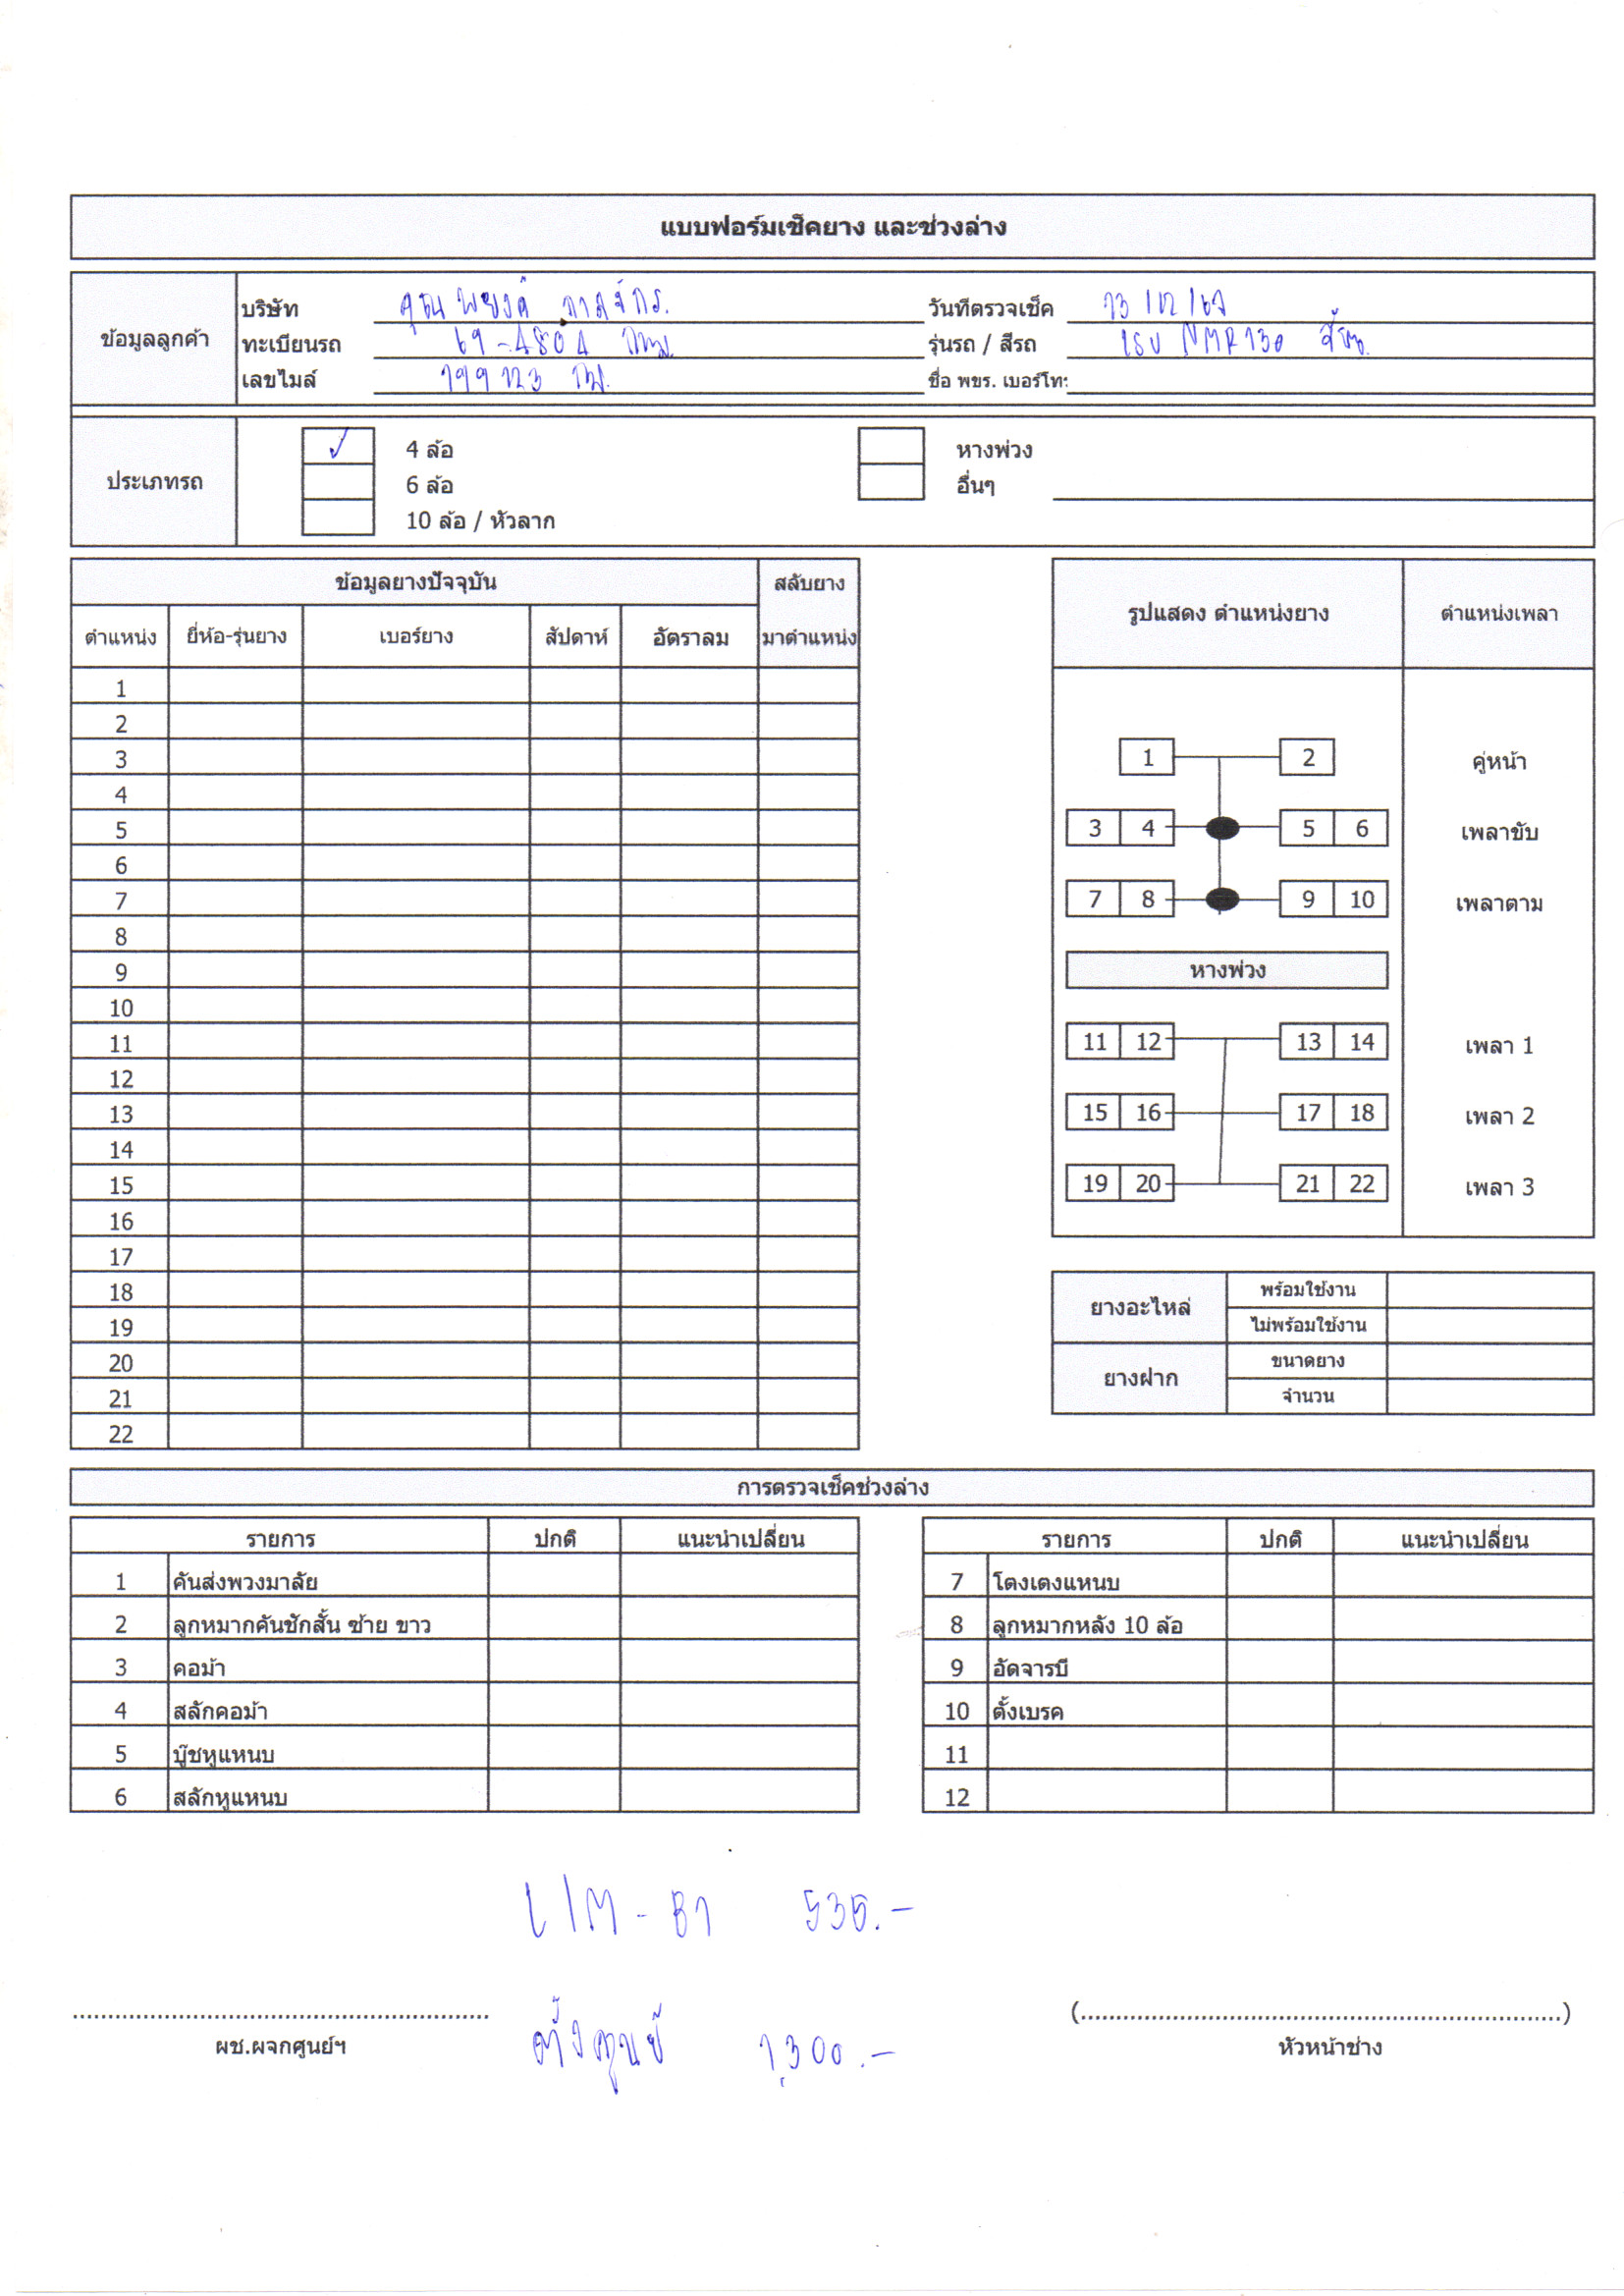 แบบฟอร์มเช็คยาง และช่วงล่าง
ข้อมูลลูกค้า
บริษัท คุณ พยงค์
วันที่ตรวจเช็ค 13/12/67
ทะเบียนรถ 69-4804 กทม.
รุ่นรถ / สีรถ NMR130
เลขไมล์ 199123 กม.
ชื่อ พขร. เบอร์โทร
ประเภทรถ
✓ 4 ล้อ
หางพ่วง
6 ล้อ
อื่นๆ
10 ล้อ / หัวลาก
ข้อมูลยางปัจจุบัน สลับยาง
ตำแหน่ง ยี่ห้อ-รุ่นยาง เบอร์ยาง สัปดาห์ อัตราลม มาตำแหน่ง
1
2
3
4
5
6
7
8
9
10
11
12
13
14
15
16
17
18
19
20
21
22
รูปแสดง ตำแหน่งยาง ตำแหน่งเพลา
1 2 คู่หน้า
3 4 5 6 เพลาขับ
7 8 9 10 เพลาตาม
หางพ่วง
11 12 13 14 เพลา 1
15 16 17 18 เพลา 2
19 20 21 22 เพลา 3
ยางอะไหล่ พร้อมใช้งาน
ไม่พร้อมใช้งาน
ยางฝาก ขนาดยาง
จำนวน
การตรวจเช็คช่วงล่าง
รายการ ปกติ แนะนำเปลี่ยน
1 คันส่งพวงมาลัย
2 ลูกหมากคันชักสั้น ซ้าย ขาว
3 คอม้า
4 สลักคอม้า
5 บู๊ชหูแหนบ
6 สลักหูแหนบ
รายการ ปกติ แนะนำเปลี่ยน
7 โตงเตงแหนบ
8 ลูกหมากหลัง 10 ล้อ
9 อัดจารบี
10 ตั้งเบรค
11
12
L/M - B1 535.-
ตั้งศูนย์ 1,300.-
ผช.ผจกศูนย์ฯ
(........................................)
หัวหน้าช่าง